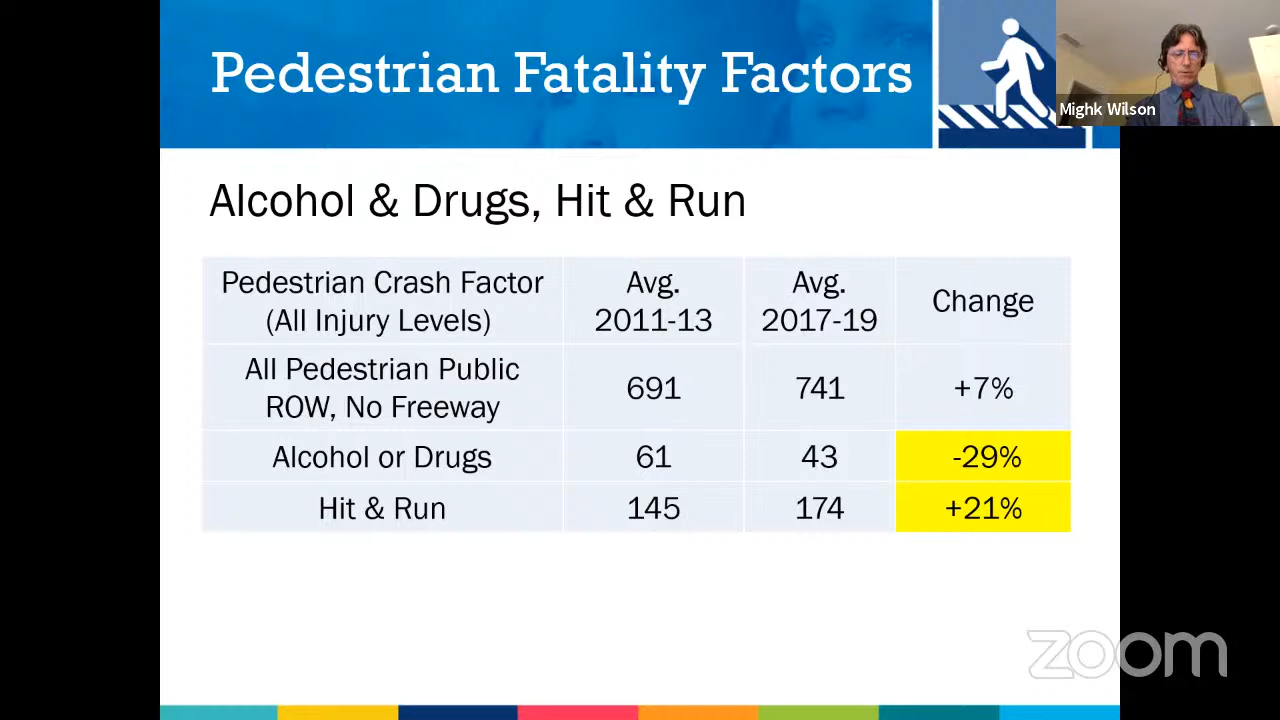 Pedestrian Fatality Factors
Mighk Wilson
Alcohol & Drugs, Hit & Run
Pedestrian Crash Factor
(All Injury Levels)
Avg.
2011-13
Avg.
2017-19
Change
All Pedestrian Public
ROW, No Freeway
691
741
+7%
Alcohol or Drugs
61
43
-29%
Hit & Run
145
174
+21%
zoom